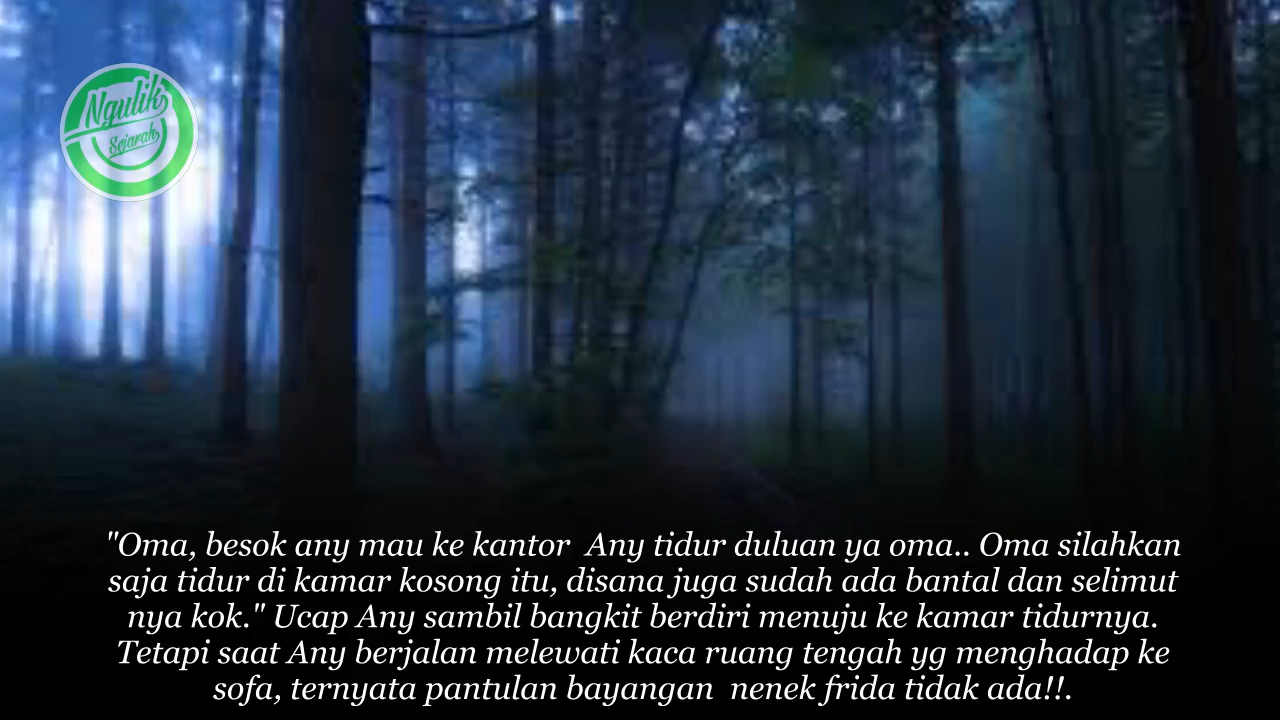 Ngulik
Sejarah
"Oma, besok any mau ke kantor  Any tidur duluan ya oma.. Oma silahkan
saja tidur di kamar kosong itu, disana juga sudah ada bantal dan selimut
nya kok." Ucap Any sambil bangkit berdiri menuju ke kamar tidurnya.
Tetapi saat Any berjalan melewati kaca ruang tengah yg menghadap ke
sofa, ternyata pantulan bayangan  nenek frida tidak ada!!.